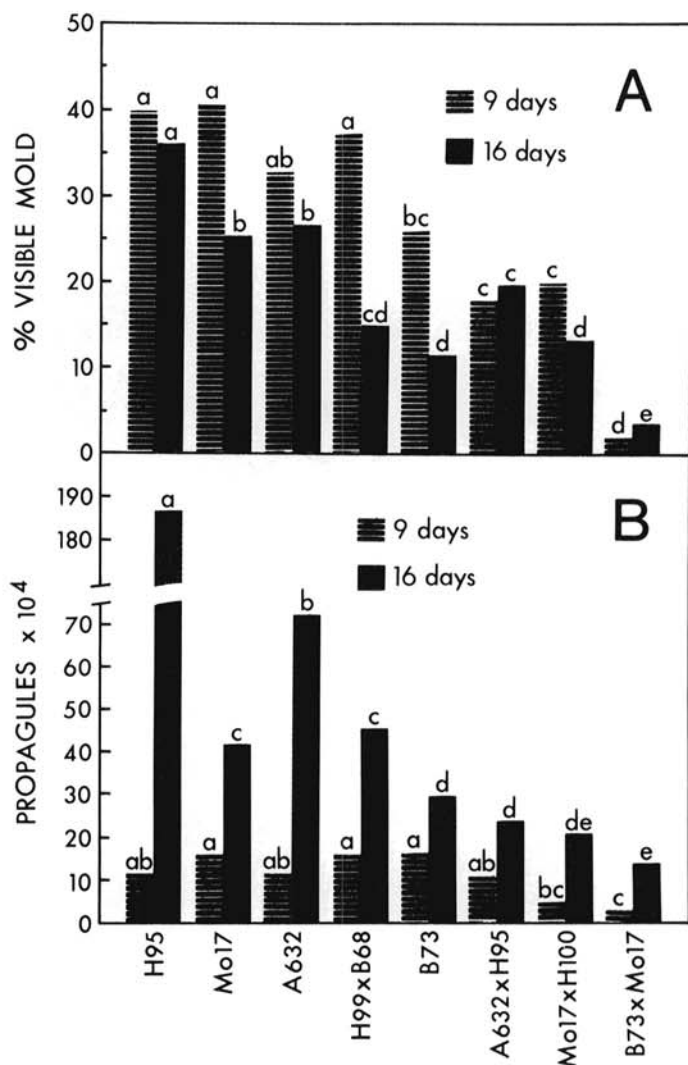 50
40
30
20
10
0
% VISIBLE MOLD
A
9 days
16 days
a a
a b
ab b
a cd
bc d
c c
c d
d e
190
180
70
60
50
40
30
20
10
0
PROPAGULES x 10⁴
B
9 days
16 days
ab a
a c
ab b
a c
a d
ab d
bc de
c e
H95
Mo17
A632
H99xB68
B73
A632xH95
Mo17xH100
B73xMo17